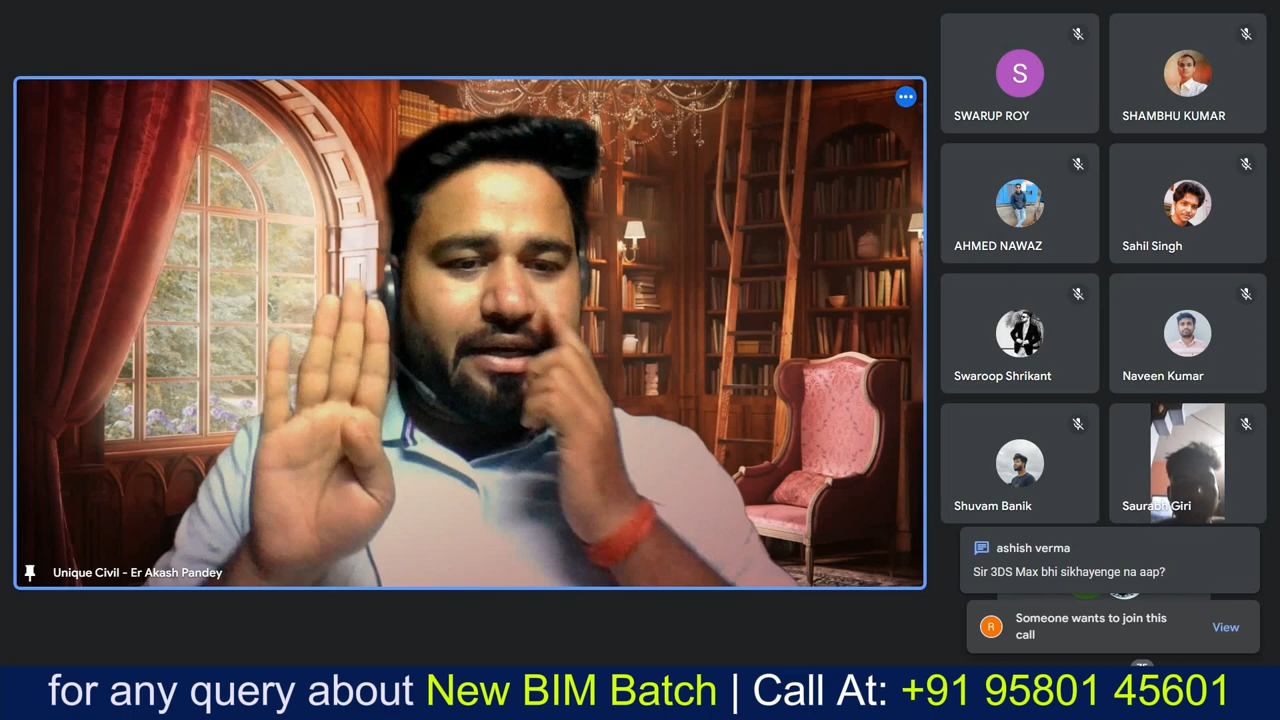 S
SWARUP ROY
SHAMBHU KUMAR
AHMED NAWAZ
Sahil Singh
Swaroop Shrikant
Naveen Kumar
Shuvam Banik
Saurabh Giri
ashish verma
Sir 3DS Max bhi sikhayenge na aap?
R
Someone wants to join this
call
View
Unique Civil - Er Akash Pandey
for any query about New BIM Batch | Call At: +91 95801 45601